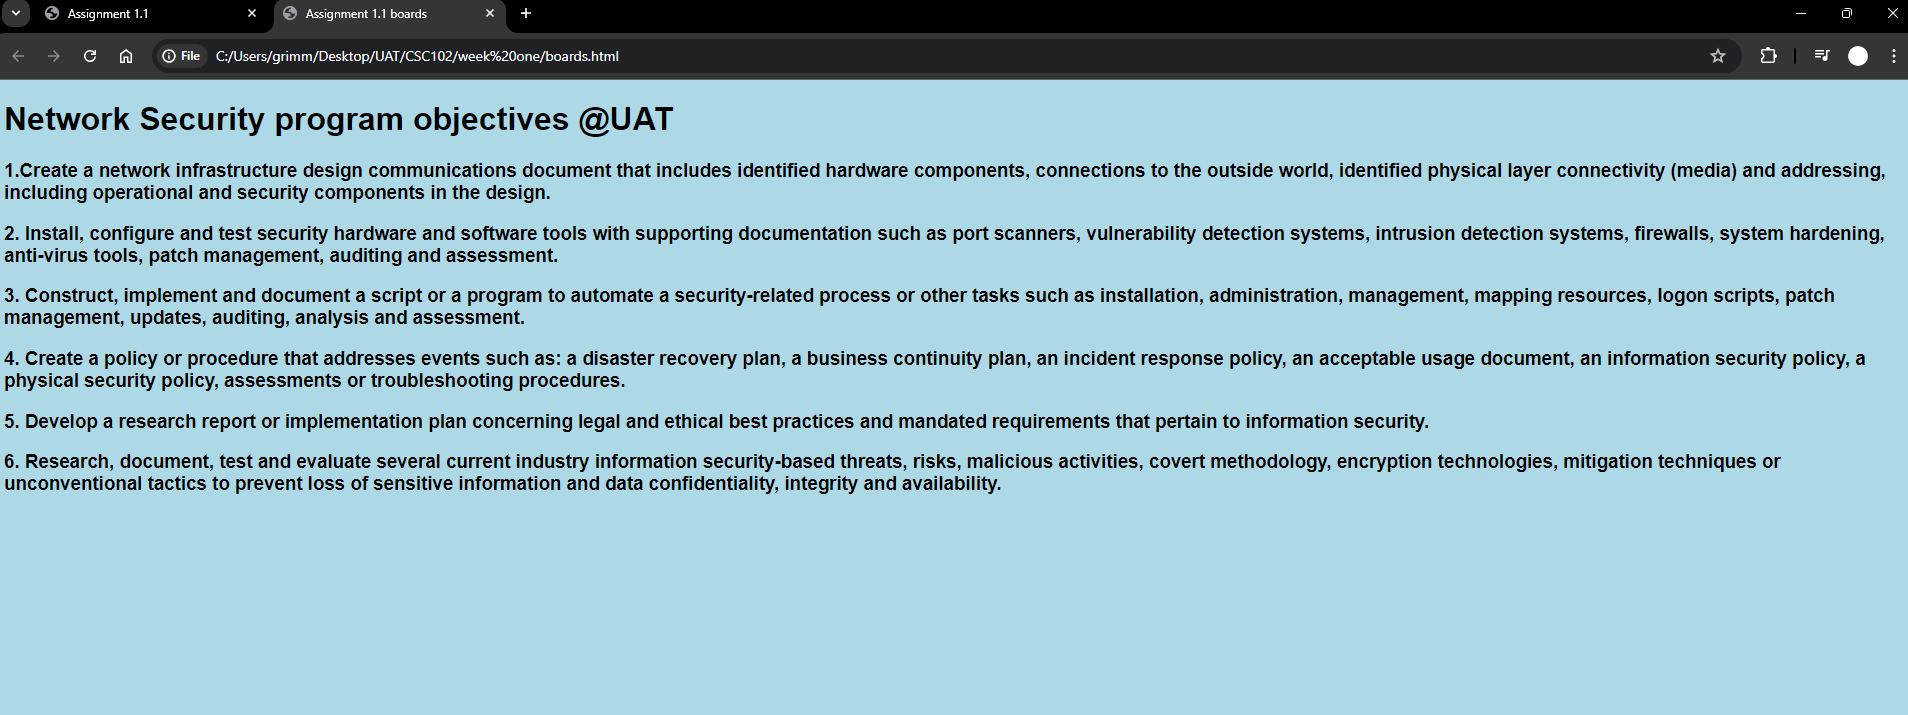 Assignment 1.1
Assignment 1.1 boards
File
C:/Users/grimm/Desktop/UAT/CSC102/week%20one/boards.html
Network Security program objectives @UAT
1.Create a network infrastructure design communications document that includes identified hardware components, connections to the outside world, identified physical layer connectivity (media) and addressing,
including operational and security components in the design.
2. Install, configure and test security hardware and software tools with supporting documentation such as port scanners, vulnerability detection systems, intrusion detection systems, firewalls, system hardening,
anti-virus tools, patch management, auditing and assessment.
3. Construct, implement and document a script or a program to automate a security-related process or other tasks such as installation, administration, management, mapping resources, logon scripts, patch
management, updates, auditing, analysis and assessment.
4. Create a policy or procedure that addresses events such as: a disaster recovery plan, a business continuity plan, an incident response policy, an acceptable usage document, an information security policy, a
physical security policy, assessments or troubleshooting procedures.
5. Develop a research report or implementation plan concerning legal and ethical best practices and mandated requirements that pertain to information security.
6. Research, document, test and evaluate several current industry information security-based threats, risks, malicious activities, covert methodology, encryption technologies, mitigation techniques or
unconventional tactics to prevent loss of sensitive information and data confidentiality, integrity and availability.